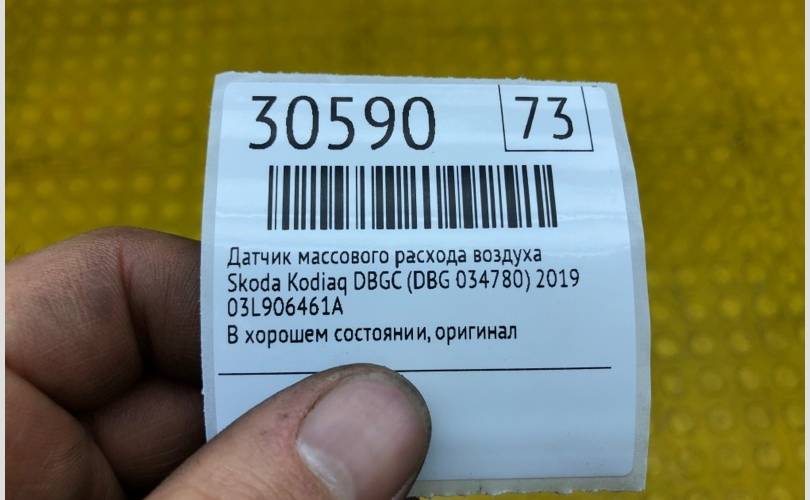 30590 73
Датчик массового расхода воздуха
Skoda Kodiaq DBGC (DBG 034780) 2019
03L906461A
В хорошем состоянии, оригинал